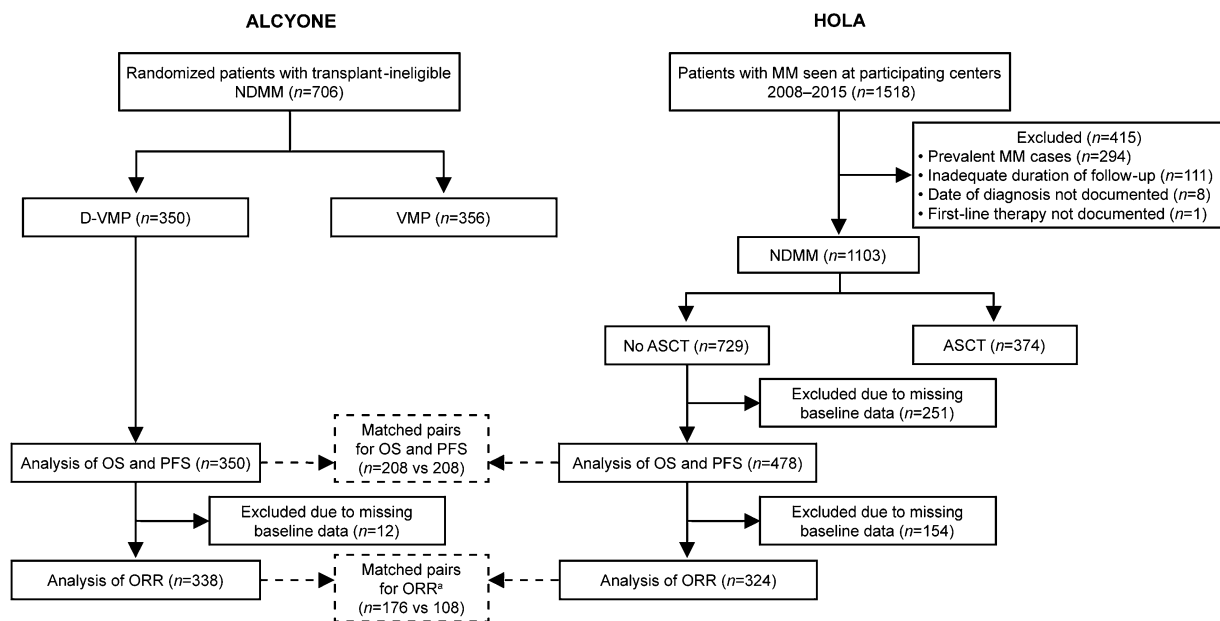 ALCYONE
Randomized patients with transplant-ineligible
NDMM (n=706)
D-VMP (n=350)
VMP (n=356)
Analysis of OS and PFS (n=350)
Excluded due to missing
baseline data (n=12)
Analysis of ORR (n=338)
Matched pairs
for OS and PFS
(n=208 vs 208)
Matched pairs
for ORRᵃ
(n=176 vs 108)
HOLA
Patients with MM seen at participating centers
2008–2015 (n=1518)
Excluded (n=415)
• Prevalent MM cases (n=294)
• Inadequate duration of follow-up (n=111)
• Date of diagnosis not documented (n=8)
• First-line therapy not documented (n=1)
NDMM (n=1103)
No ASCT (n=729)
ASCT (n=374)
Excluded due to missing
baseline data (n=251)
Analysis of OS and PFS (n=478)
Excluded due to missing
baseline data (n=154)
Analysis of ORR (n=324)